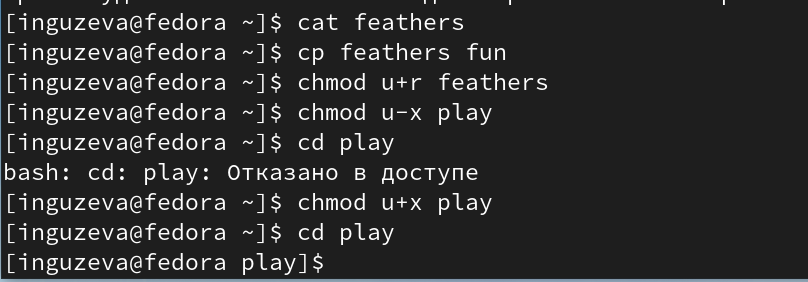 [inguzeva@fedora ~]$ cat feathers
[inguzeva@fedora ~]$ cp feathers fun
[inguzeva@fedora ~]$ chmod u+r feathers
[inguzeva@fedora ~]$ chmod u-x play
[inguzeva@fedora ~]$ cd play
bash: cd: play: Отказано в доступе
[inguzeva@fedora ~]$ chmod u+x play
[inguzeva@fedora ~]$ cd play
[inguzeva@fedora play]$